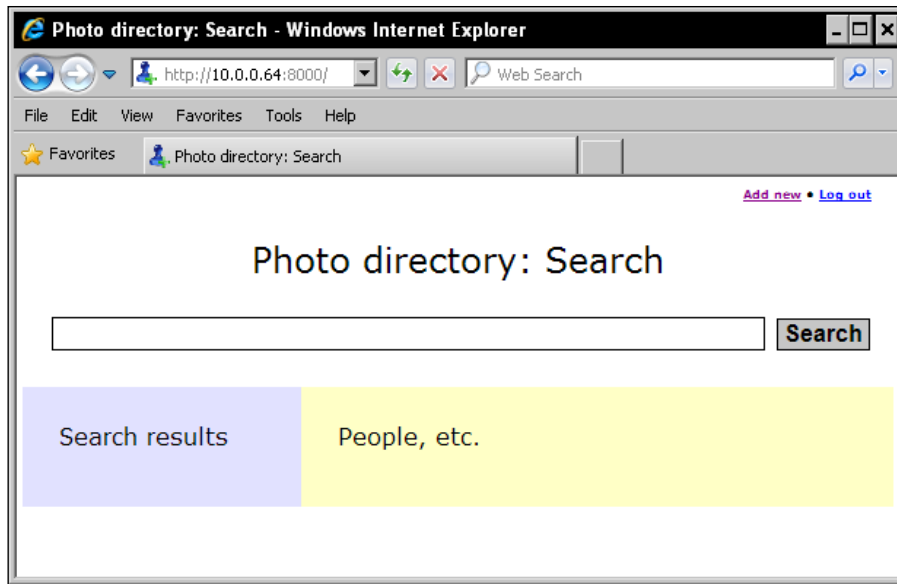 Photo directory: Search - Windows Internet Explorer
http://10.0.0.64:8000/ Web Search
File Edit View Favorites Tools Help
Favorites Photo directory: Search
Add new • Log out
Photo directory: Search
Search
Search results People, etc.